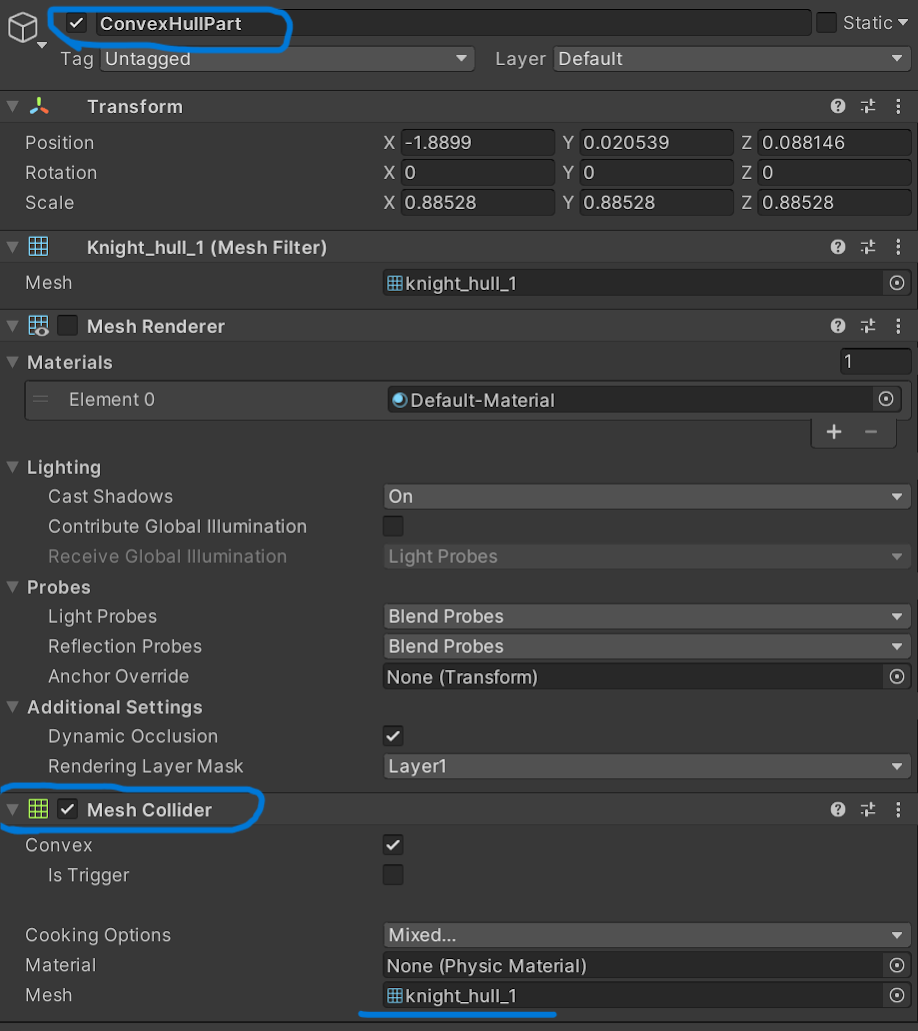 ConvexHullPart Static
Tag Untagged Layer Default
Transform
Position X -1.8899 Y 0.020539 Z 0.088146
Rotation X 0 Y 0 Z 0
Scale X 0.88528 Y 0.88528 Z 0.88528
Knight_hull_1 (Mesh Filter)
Mesh knight_hull_1
Mesh Renderer
Materials 1
Element 0 Default-Material
Lighting
Cast Shadows On
Contribute Global Illumination
Receive Global Illumination Light Probes
Probes
Light Probes Blend Probes
Reflection Probes Blend Probes
Anchor Override None (Transform)
Additional Settings
Dynamic Occlusion
Rendering Layer Mask Layer1
Mesh Collider
Convex
Is Trigger
Cooking Options Mixed...
Material None (Physic Material)
Mesh knight_hull_1